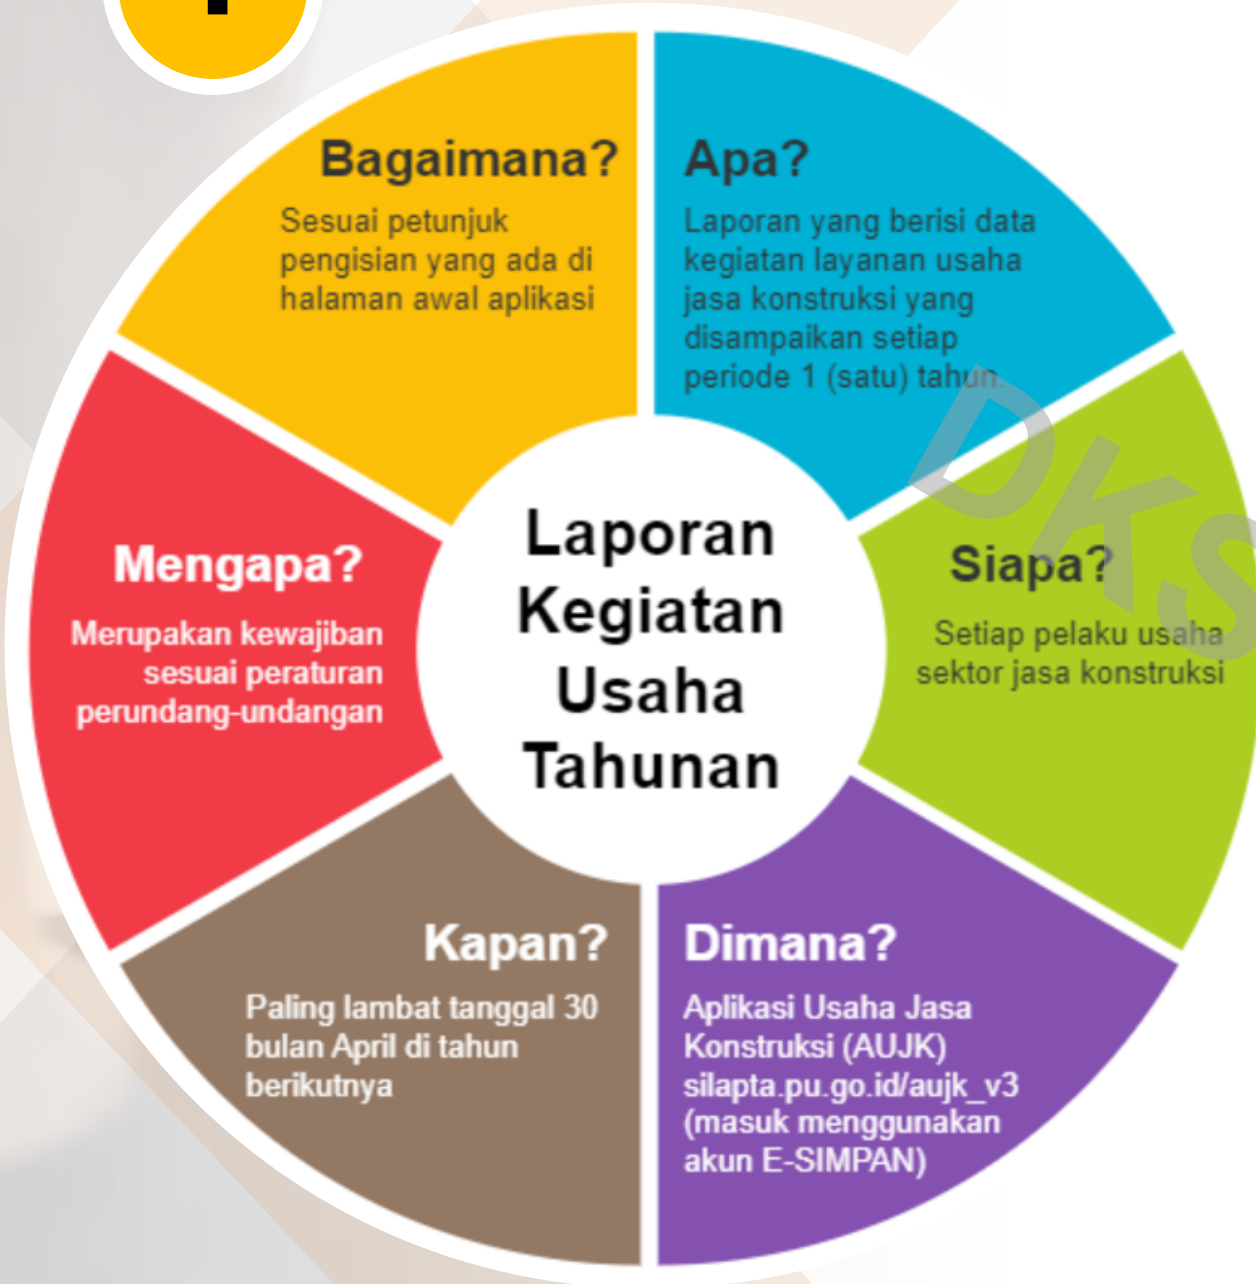 Bagaimana?
Sesuai petunjuk
pengisian yang ada di
halaman awal aplikasi
Apa?
Laporan yang berisi data
kegiatan layanan usaha
jasa konstruksi yang
disampaikan setiap
periode 1 (satu) tahun.
Siapa?
Setiap pelaku usaha
sektor jasa konstruksi
Dimana?
Aplikasi Usaha Jasa
Konstruksi (AUJK)
silapta.pu.go.id/aujk_v3
(masuk menggunakan
akun E-SIMPAN)
Kapan?
Paling lambat tanggal 30
bulan April di tahun
berikutnya
Mengapa?
Merupakan kewajiban
sesuai peraturan
perundang-undangan
Laporan
Kegiatan
Usaha
Tahunan
DKS